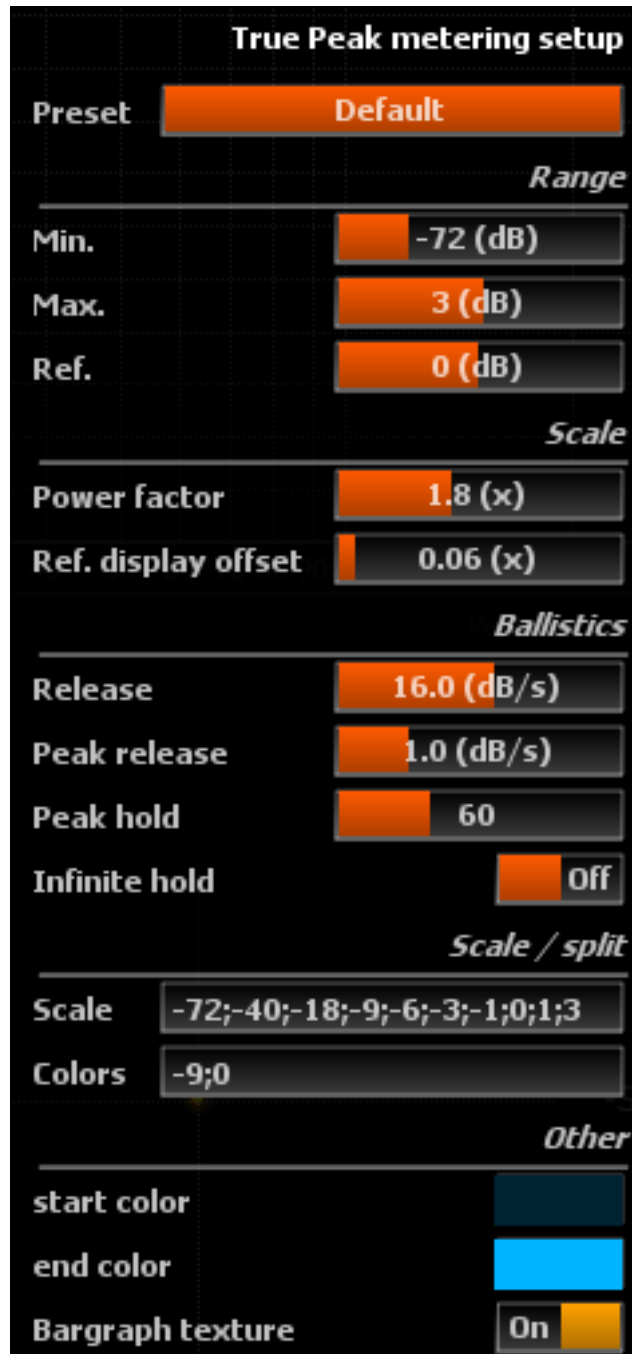 True Peak metering setup
Preset Default
Range
Min. -72 (dB)
Max. 3 (dB)
Ref. 0 (dB)
Scale
Power factor 1.8 (x)
Ref. display offset 0.06 (x)
Ballistics
Release 16.0 (dB/s)
Peak release 1.0 (dB/s)
Peak hold 60
Infinite hold Off
Scale / split
Scale -72;-40;-18;-9;-6;-3;-1;0;1;3
Colors -9;0
Other
start color
end color
Bargraph texture On